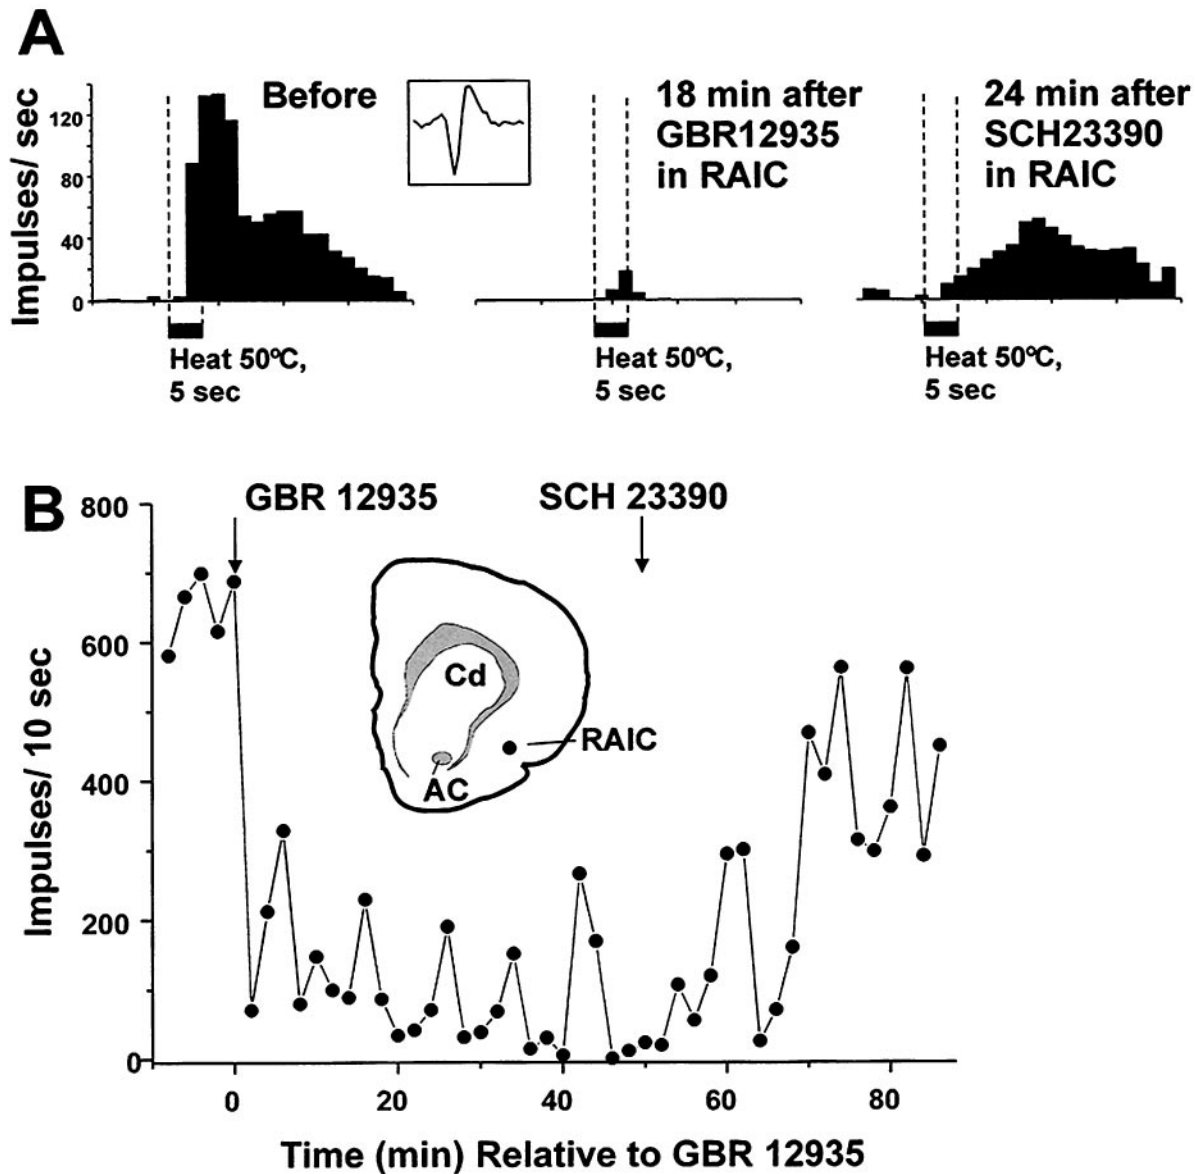 A
Before
18 min after
GBR12935
in RAIC
24 min after
SCH23390
in RAIC
Impulses/ sec
120
80
40
0
Heat 50ºC,
5 sec
Heat 50ºC,
5 sec
Heat 50ºC,
5 sec
B
GBR 12935
SCH 23390
Impulses/ 10 sec
800
600
400
200
0
Cd
RAIC
AC
0
20
40
60
80
Time (min) Relative to GBR 12935